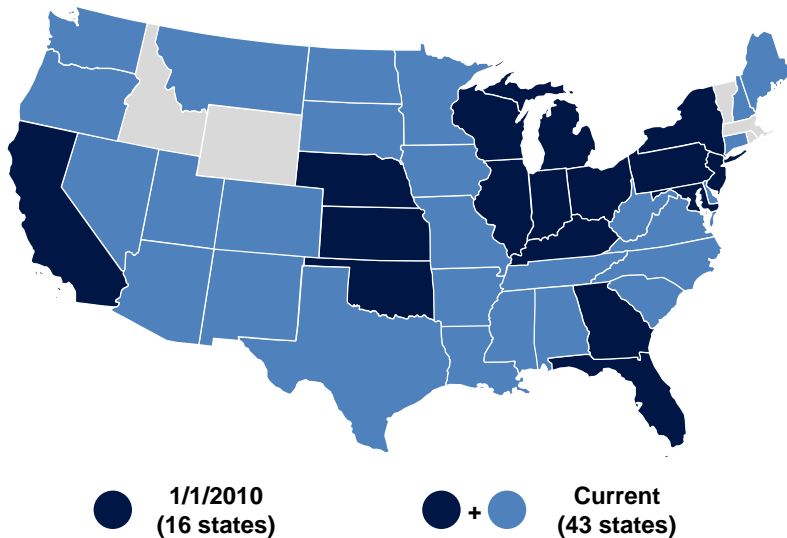 1/1/2010
(16 states)
+
Current
(43 states)